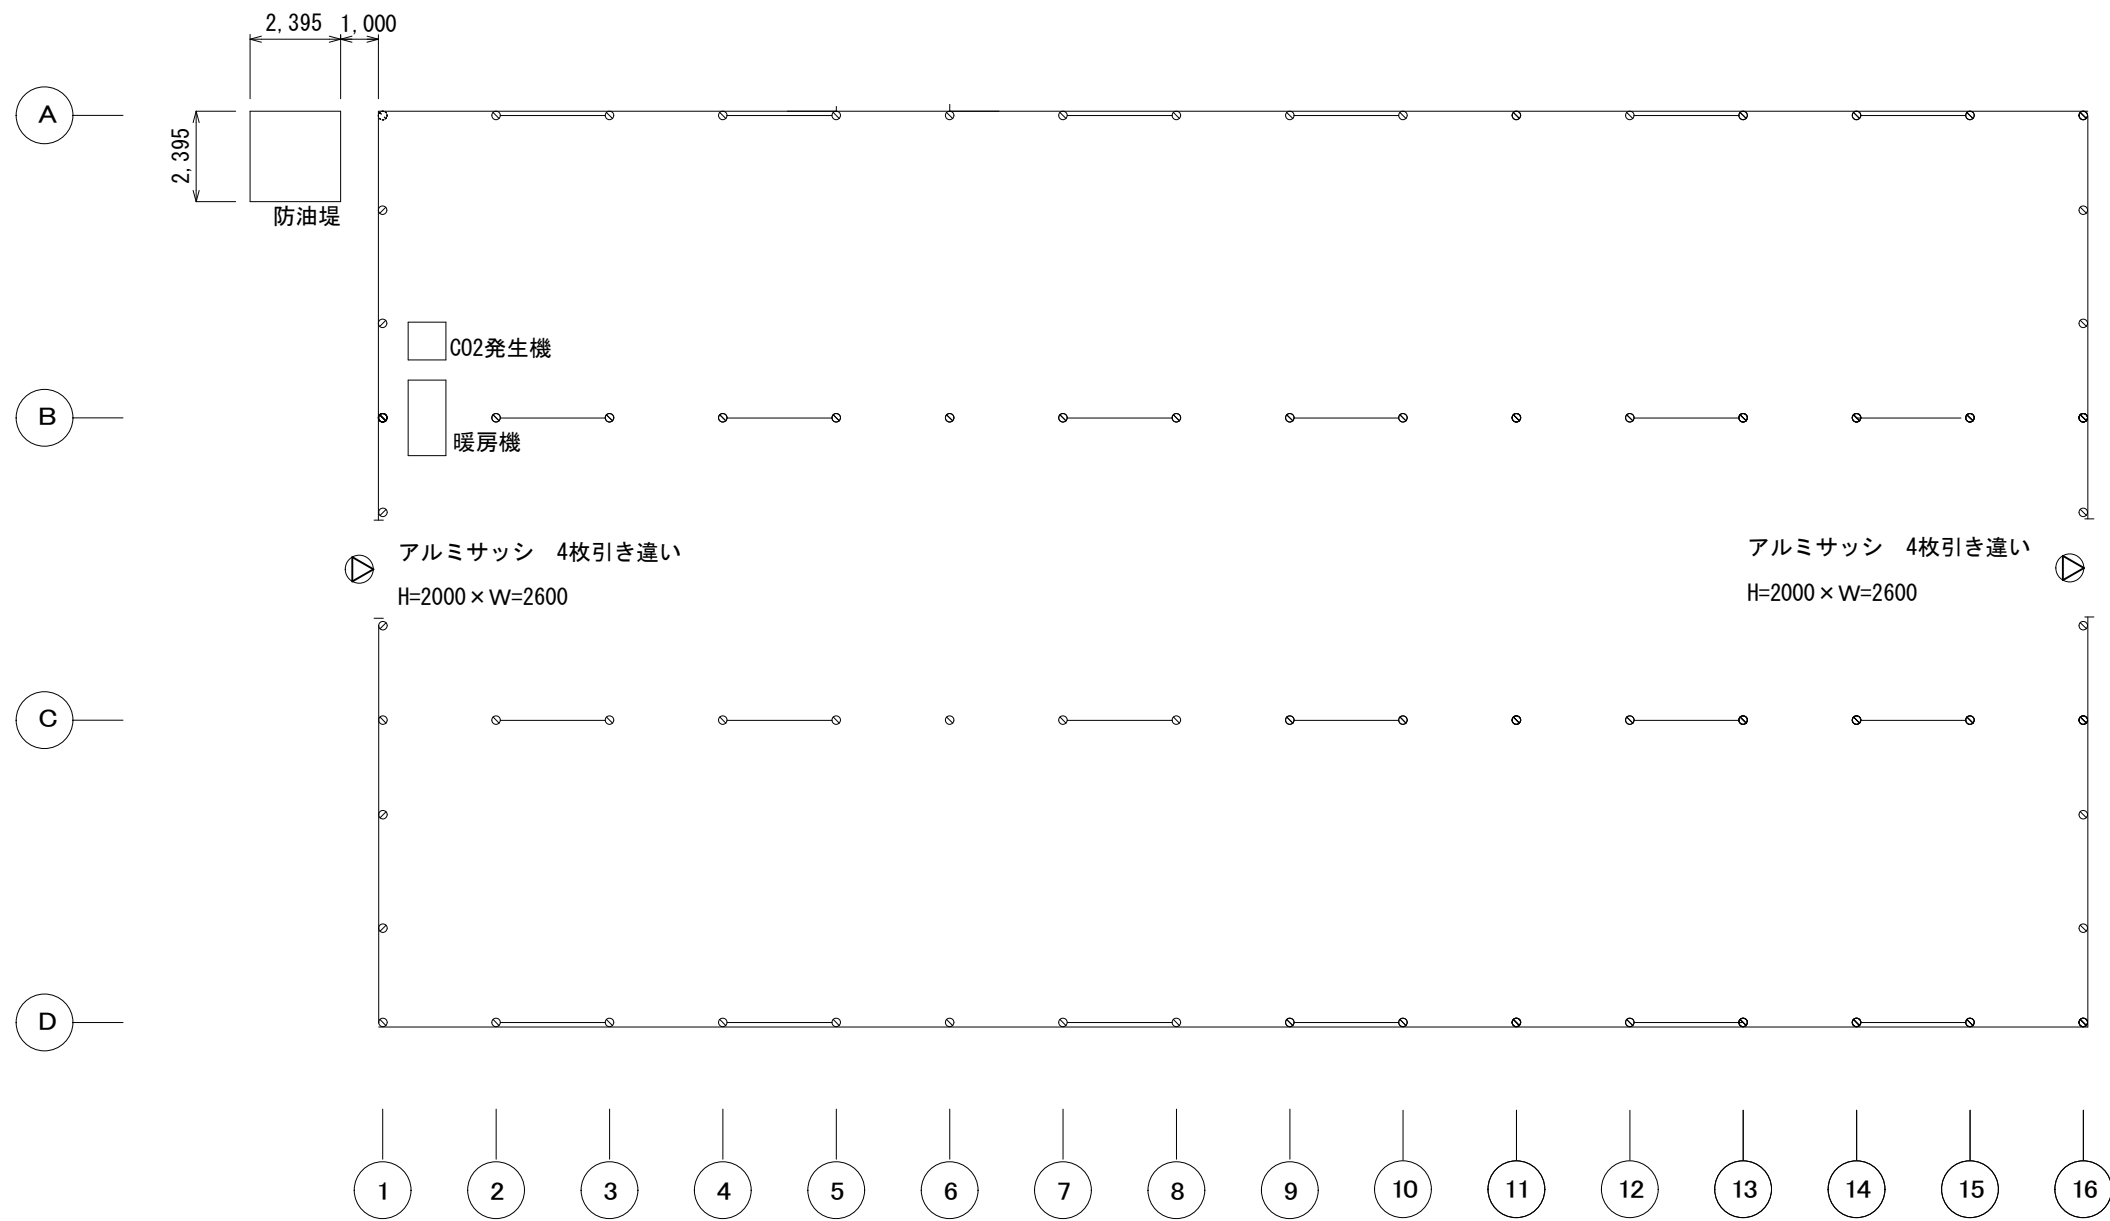 2,395 1,000
A
2,395
防油堤
CO2発生機
B
暖房機
アルミサッシ 4枚引き違い
H=2000×W=2600
アルミサッシ 4枚引き違い
H=2000×W=2600
C
D
1 2 3 4 5 6 7 8 9 10 11 12 13 14 15 16